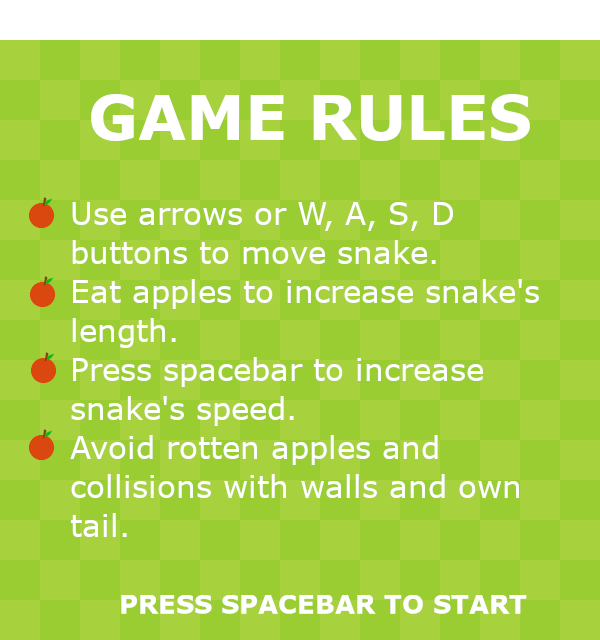 GAME RULES
Use arrows or W, A, S, D
buttons to move snake.
Eat apples to increase snake's
length.
Press spacebar to increase
snake's speed.
Avoid rotten apples and
collisions with walls and own
tail.
PRESS SPACEBAR TO START